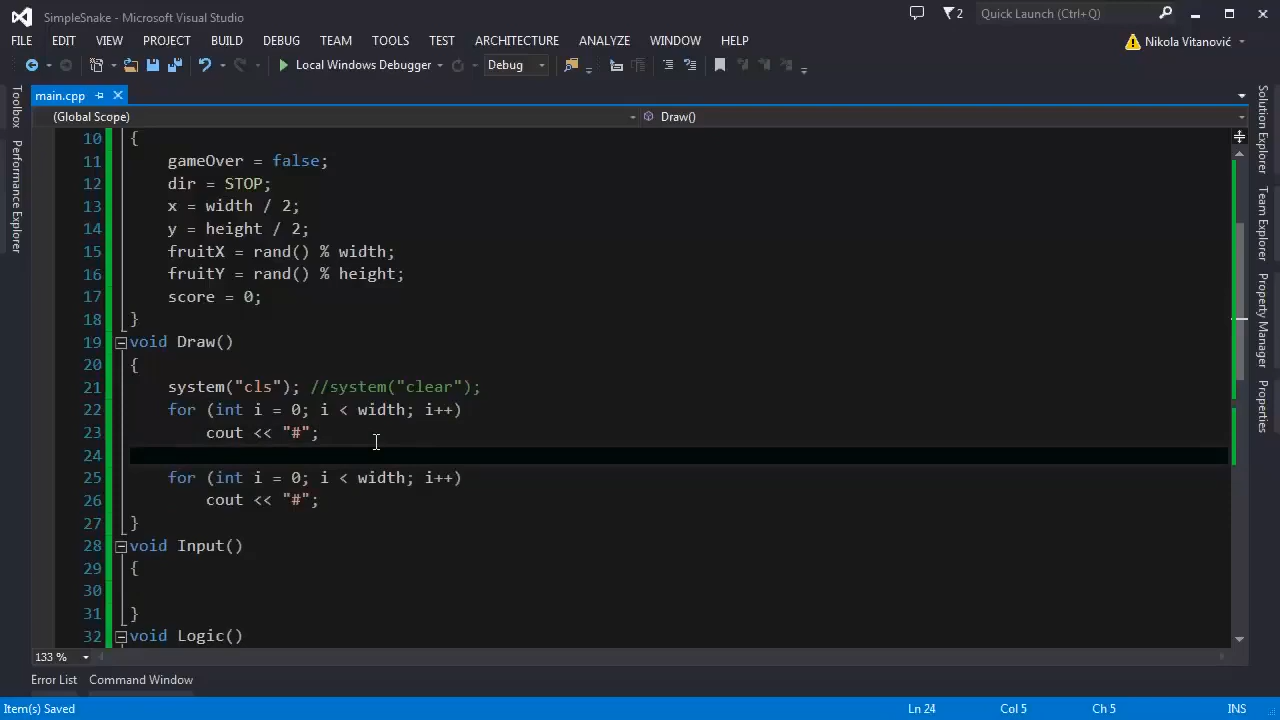 SimpleSnake - Microsoft Visual Studio
2
Quick Launch (Ctrl+Q)
FILE EDIT VIEW PROJECT BUILD DEBUG TEAM TOOLS TEST ARCHITECTURE ANALYZE WINDOW HELP
Nikola Vitanović
Local Windows Debugger
Debug
main.cpp
(Global Scope)
Draw()
Toolbox
Performance Explorer
10 {
11 gameOver = false;
12 dir = STOP;
13 x = width / 2;
14 y = height / 2;
15 fruitX = rand() % width;
16 fruitY = rand() % height;
17 score = 0;
18 }
19 void Draw()
20 {
21 system("cls"); //system("clear");
22 for (int i = 0; i < width; i++)
23 cout << "#";
24
25 for (int i = 0; i < width; i++)
26 cout << "#";
27 }
28 void Input()
29 {
30
31 }
32 void Logic()
Solution Explorer
Team Explorer
Property Manager
Properties
133 %
Error List Command Window
Item(s) Saved
Ln 24 Col 5 Ch 5 INS